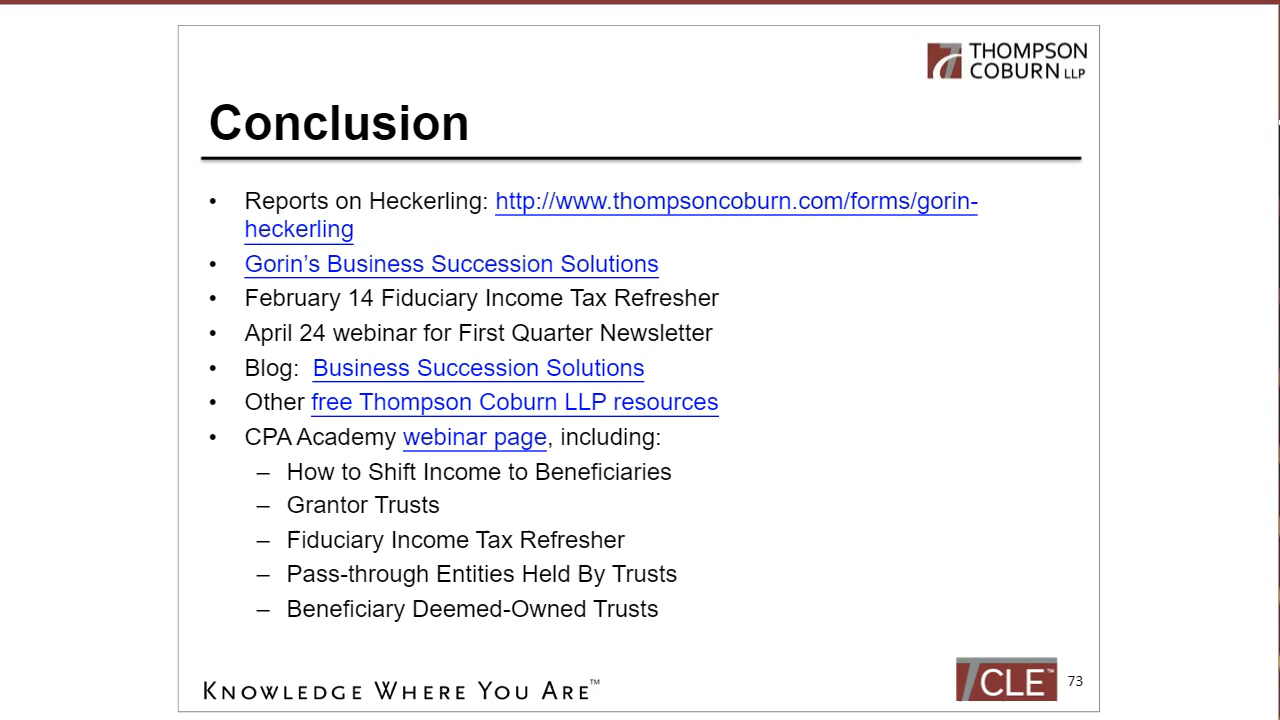 THOMPSON
COBURN LLP
Conclusion
• Reports on Heckerling: http://www.thompsoncoburn.com/forms/gorin-
heckerling
• Gorin’s Business Succession Solutions
• February 14 Fiduciary Income Tax Refresher
• April 24 webinar for First Quarter Newsletter
• Blog: Business Succession Solutions
• Other free Thompson Coburn LLP resources
• CPA Academy webinar page, including:
– How to Shift Income to Beneficiaries
– Grantor Trusts
– Fiduciary Income Tax Refresher
– Pass-through Entities Held By Trusts
– Beneficiary Deemed-Owned Trusts
KNOWLEDGE WHERE YOU ARE™
CLE™ 73